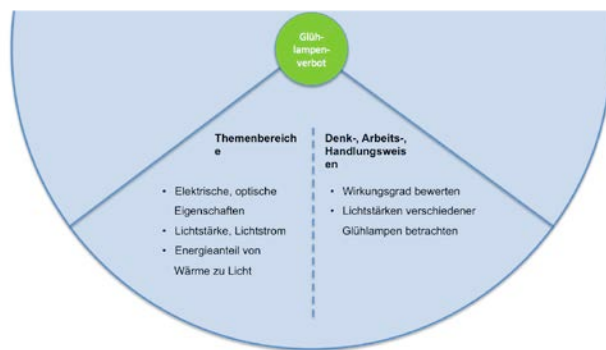 Glüh-
lampen-
verbot
Themenbereich
e
• Elektrische, optische
Eigenschaften
• Lichtstärke, Lichtstrom
• Energieanteil von
Wärme zu Licht
Denk-, Arbeits-,
Handlungsweis
en
• Wirkungsgrad bewerten
• Lichtstärken verschiedener
Glühlampen betrachten